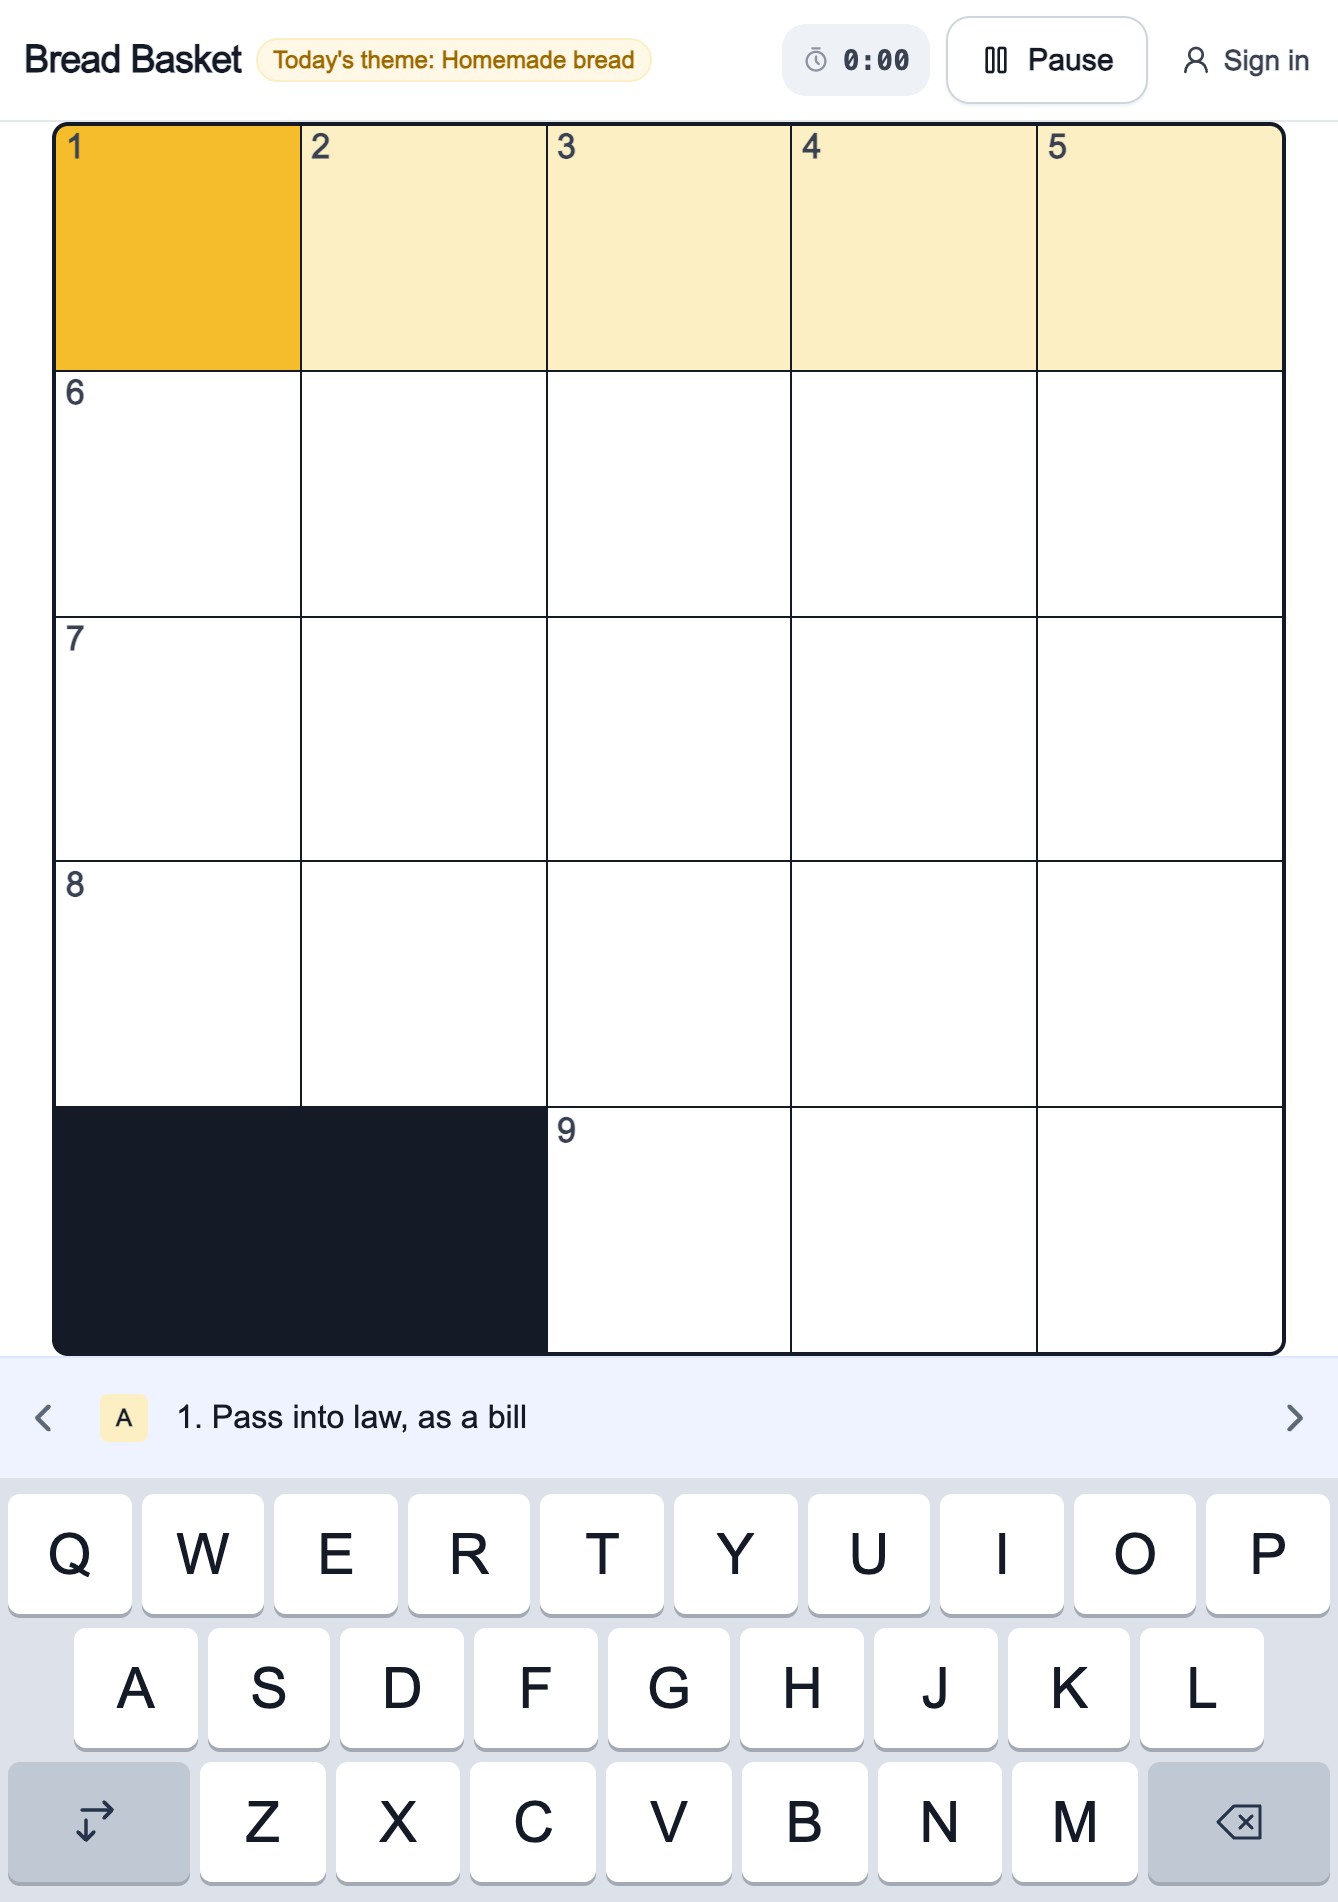 Bread Basket Today's theme: Homemade bread 0:00 Pause Sign in
1 2 3 4 5
6
7
8
9
A 1. Pass into law, as a bill
Q W E R T Y U I O P
A S D F G H J K L
Z X C V B N M